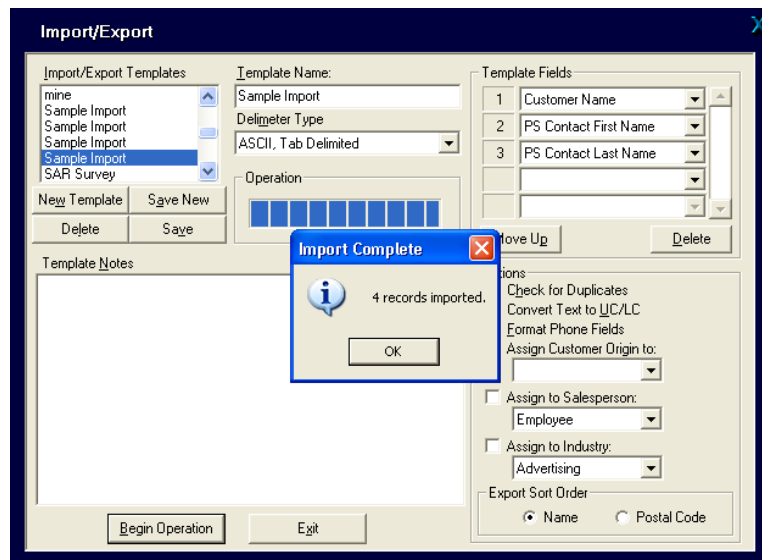 Import/Export
Import/Export Templates
mine
Sample Import
Sample Import
Sample Import
Sample Import
SAR Survey
New Template
Save New
Delete
Save
Template Name:
Sample Import
Delimeter Type
ASCII, Tab Delimited
Operation
Template Fields
1 Customer Name
2 PS Contact First Name
3 PS Contact Last Name
Move Up
Delete
Template Notes
Import Complete
4 records imported.
OK
Check for Duplicates
Convert Text to UC/LC
Format Phone Fields
Assign Customer Origin to:
Assign to Salesperson:
Employee
Assign to Industry:
Advertising
Export Sort Order
Name
Postal Code
Begin Operation
Exit